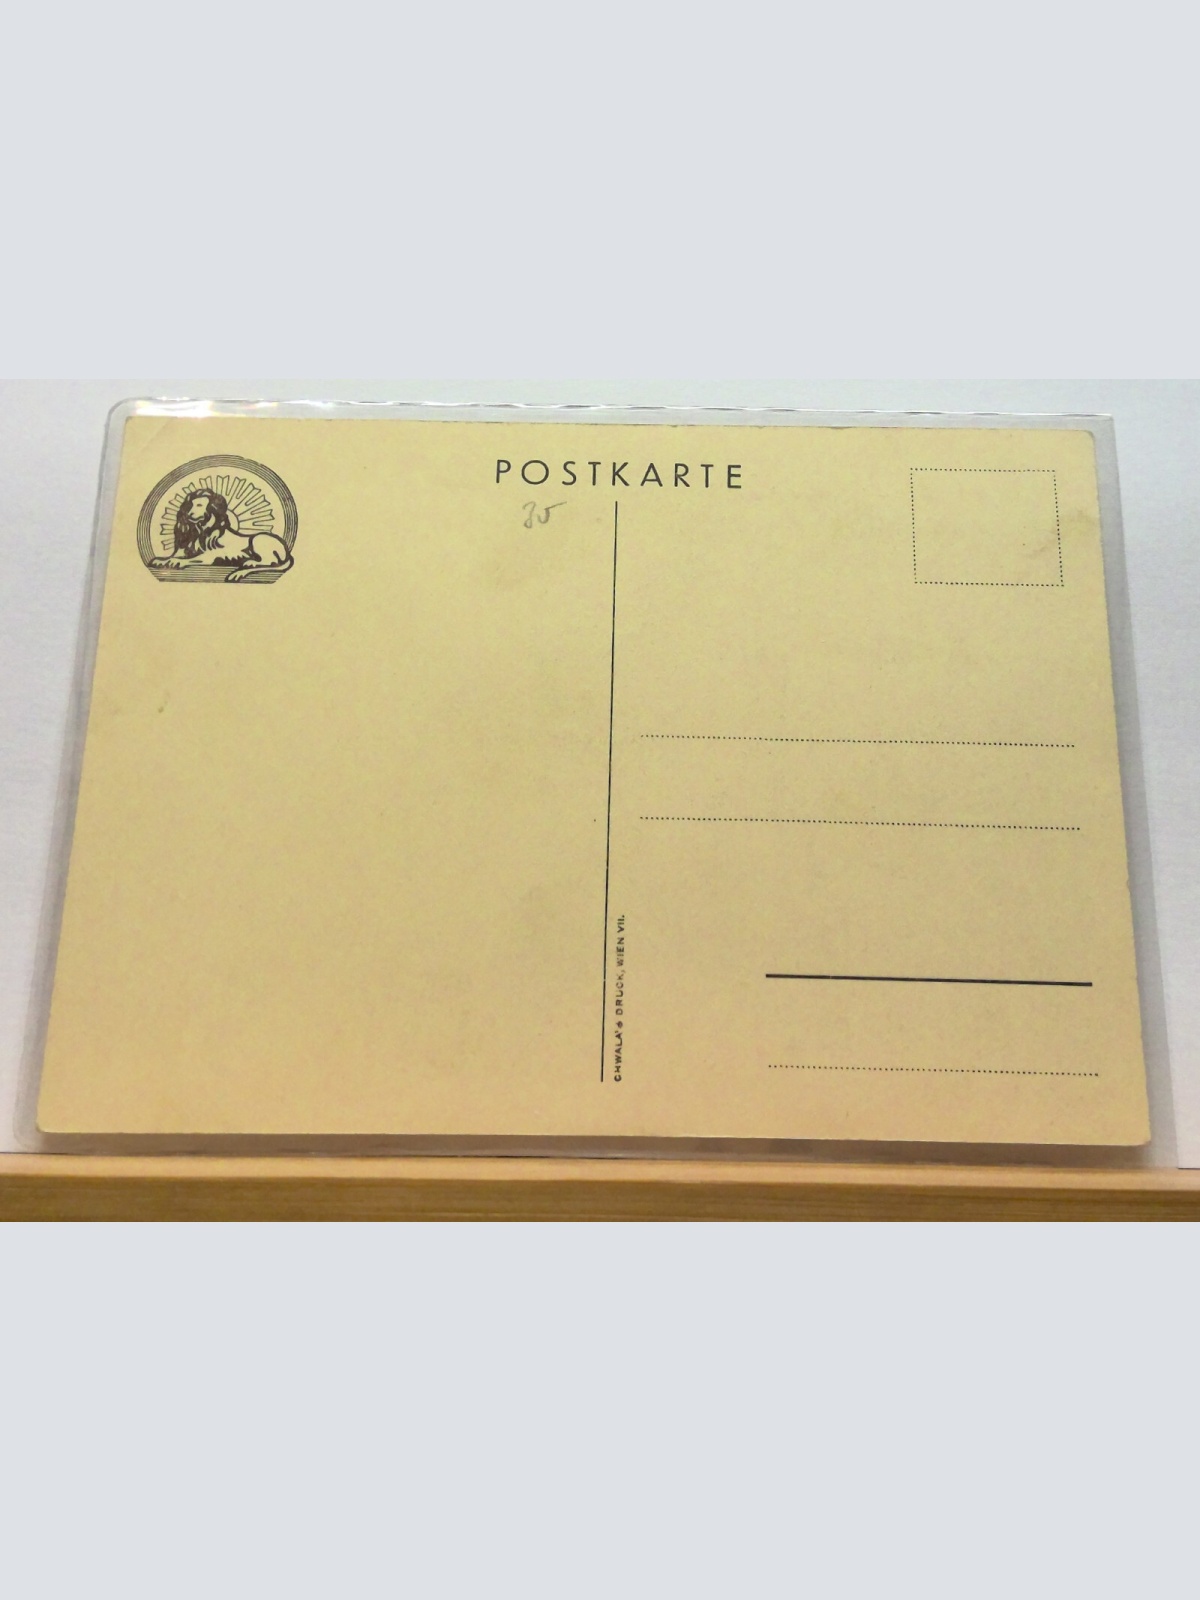 POSTKARTE
35
CHWALA'S DRUCK, WIEN VII.